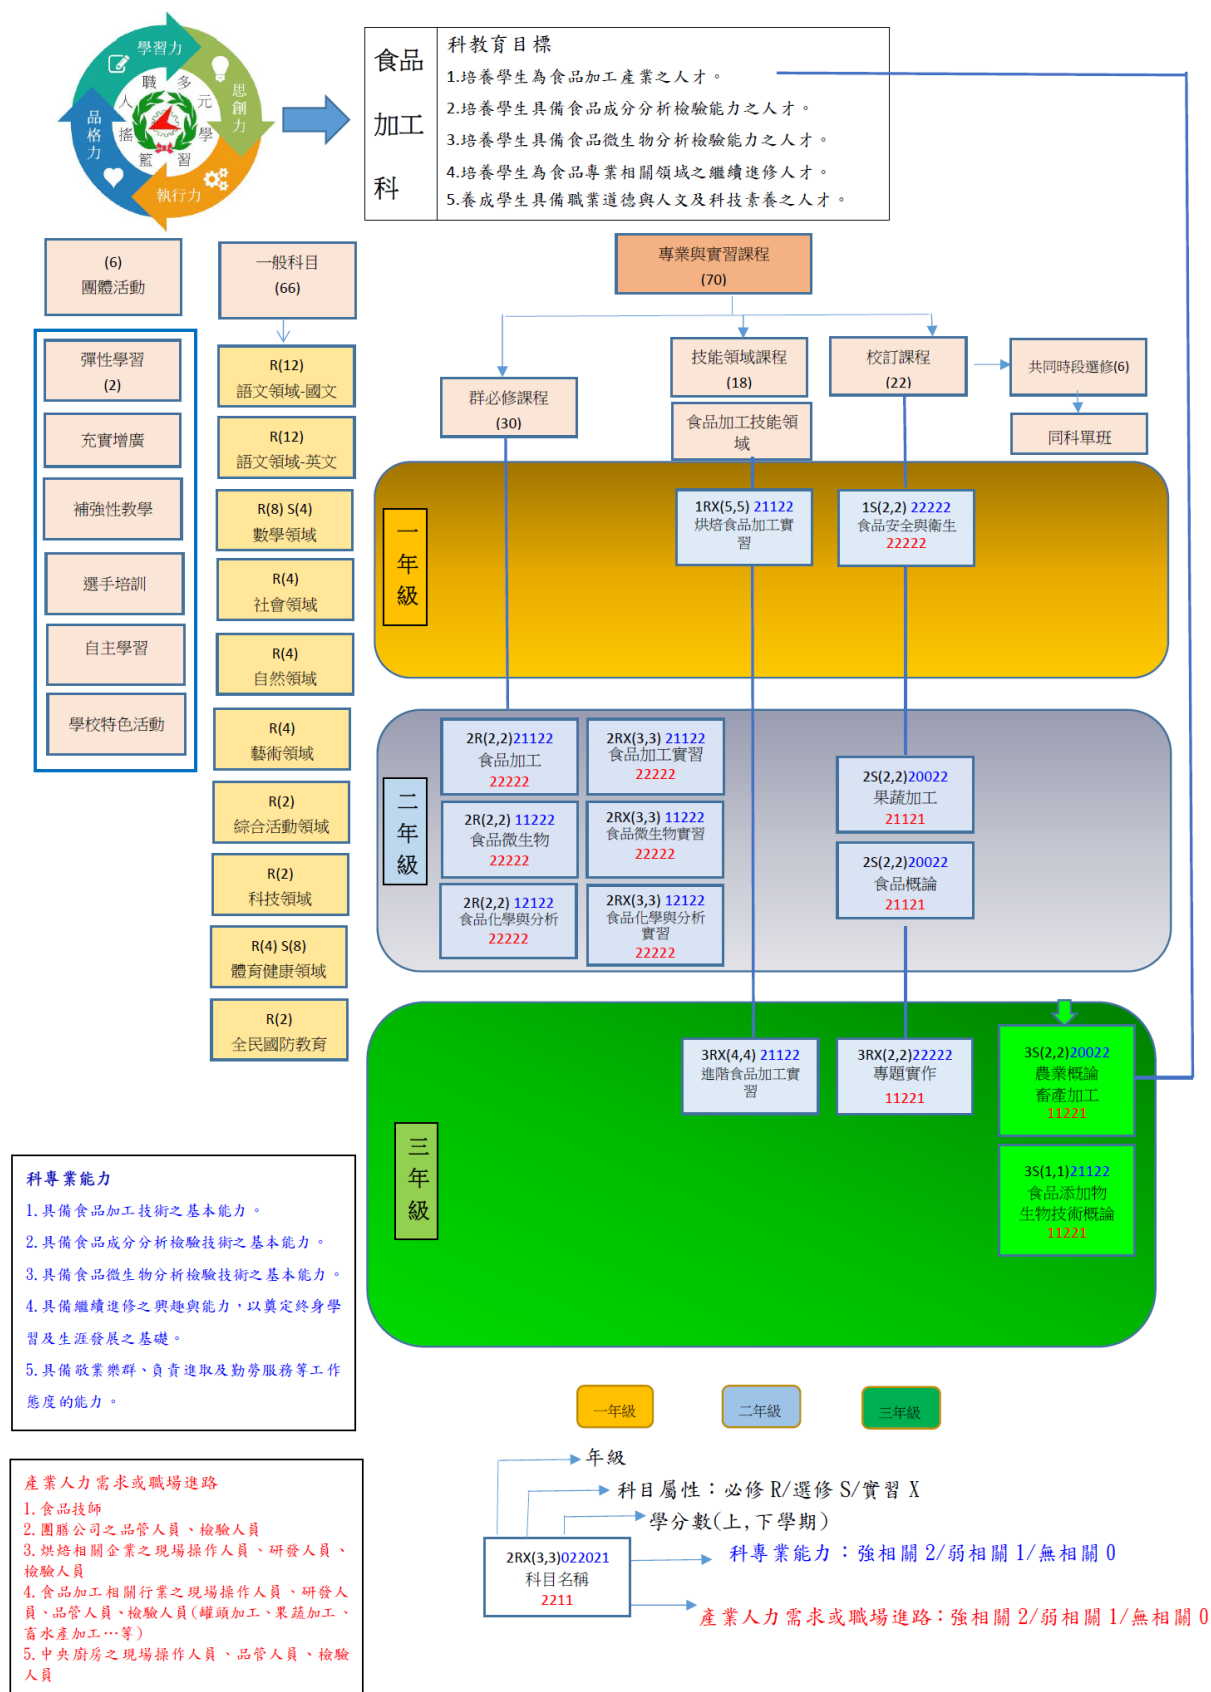 學習力
思創力
執行力
品格力
職
多
元
學
習
籃
搖
人
食品
加工
科
科教育目標
1.培養學生為食品加工產業之人才。
2.培養學生具備食品成分分析檢驗能力之人才。
3.培養學生具備食品微生物分析檢驗能力之人才。
4.培養學生為食品專業相關領域之繼續進修人才。
5.養成學生具備職業道德與人文及科技素養之人才。
(6)
團體活動
一般科目
(66)
專業與實習課程
(70)
彈性學習
(2)
充實增廣
補強性教學
選手培訓
自主學習
學校特色活動
R(12)
語文領域-國文
R(12)
語文領域-英文
R(8) S(4)
數學領域
R(4)
社會領域
R(4)
自然領域
R(4)
藝術領域
R(2)
綜合活動領域
R(2)
科技領域
R(4) S(8)
體育健康領域
R(2)
全民國防教育
群必修課程
(30)
技能領域課程
(18)
食品加工技能領
域
校訂課程
(22)
共同時段選修(6)
同科單班
一
年
級
1RX(5,5) 21122
烘焙食品加工實
習
1S(2,2) 22222
食品安全與衛生
22222
二
年
級
2R(2,2)21122
食品加工
22222
2RX(3,3) 21122
食品加工實習
22222
2R(2,2) 11222
食品微生物
22222
2RX(3,3) 11222
食品微生物實習
22222
2R(2,2) 12122
食品化學與分析
22222
2RX(3,3) 12122
食品化學與分析
實習
22222
2S(2,2)20022
果蔬加工
21121
2S(2,2)20022
食品概論
21121
三
年
級
3RX(4,4) 21122
進階食品加工實
習
3RX(2,2)22222
專題實作
11221
3S(2,2)20022
農業概論
畜產加工
11221
3S(1,1)21122
食品添加物
生物技術概論
11221
科專業能力
1.具備食品加工技術之基本能力。
2.具備食品成分分析檢驗技術之基本能力。
3.具備食品微生物分析檢驗技術之基本能力。
4.具備繼續進修之興趣與能力，以奠定終身學
習及生涯發展之基礎。
5.具備敬業樂群、負責進取及勤勞服務等工作
態度的能力。
產業人力需求或職場進路
1.食品技師
2.團膳公司之品管人員、檢驗人員
3.烘焙相關企業之現場操作人員、研發人員、
檢驗人員
4.食品加工相關行業之現場操作人員、研發人
員、品管人員、檢驗人員(罐頭加工、果蔬加工、
畜水產加工…等)
5.中央廚房之現場操作人員、品管人員、檢驗
人員
一年級
二年級
三年級
年級
科目屬性：必修 R/選修 S/實習 X
學分數(上,下學期)
2RX(3,3)022021
科目名稱
2211
科專業能力：強相關 2/弱相關 1/無相關 0
產業人力需求或職場進路：強相關 2/弱相關 1/無相關 0